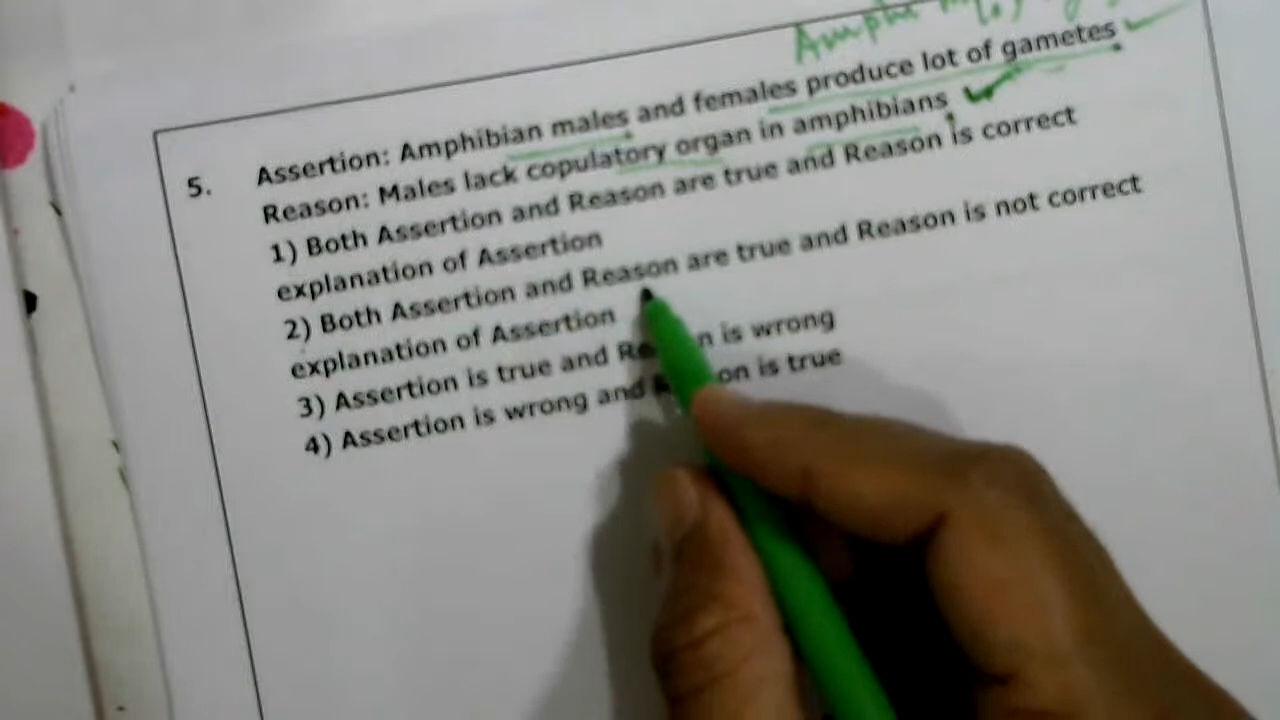 Amphi
5. Assertion: Amphibian males and females produce lot of gametes
Reason: Males lack copulatory organ in amphibians
1) Both Assertion and Reason are true and Reason is correct
explanation of Assertion
2) Both Assertion and Reason are true and Reason is not correct
explanation of Assertion
3) Assertion is true and Reason is wrong
4) Assertion is wrong and Reason is true